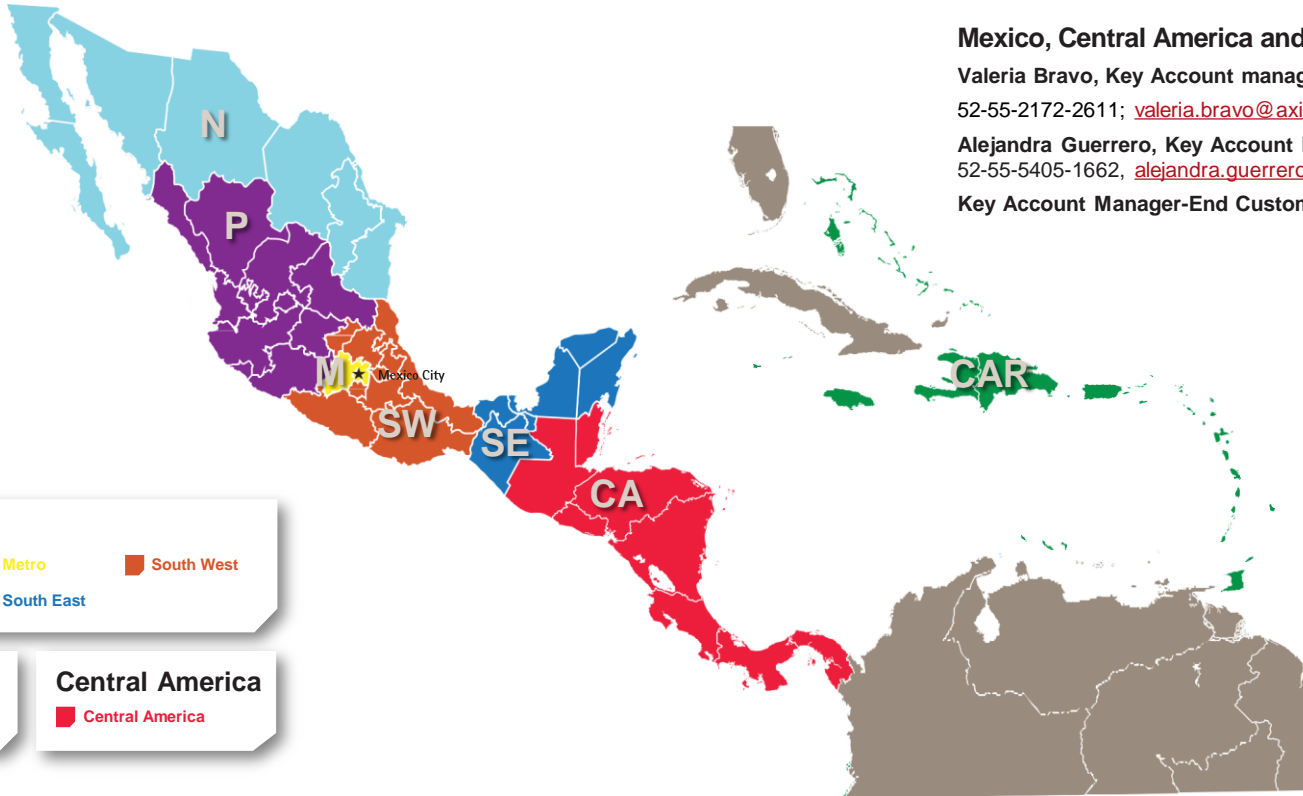 Mexico, Central America and
Valeria Bravo, Key Account manag
52-55-2172-2611; valeria.bravo@axi
Alejandra Guerrero, Key Account
52-55-5405-1662, alejandra.guerrero
Key Account Manager-End Custom
N
P
M
Mexico City
CAR
SW
SE
CA
Metro
South West
South East
Central America
Central America